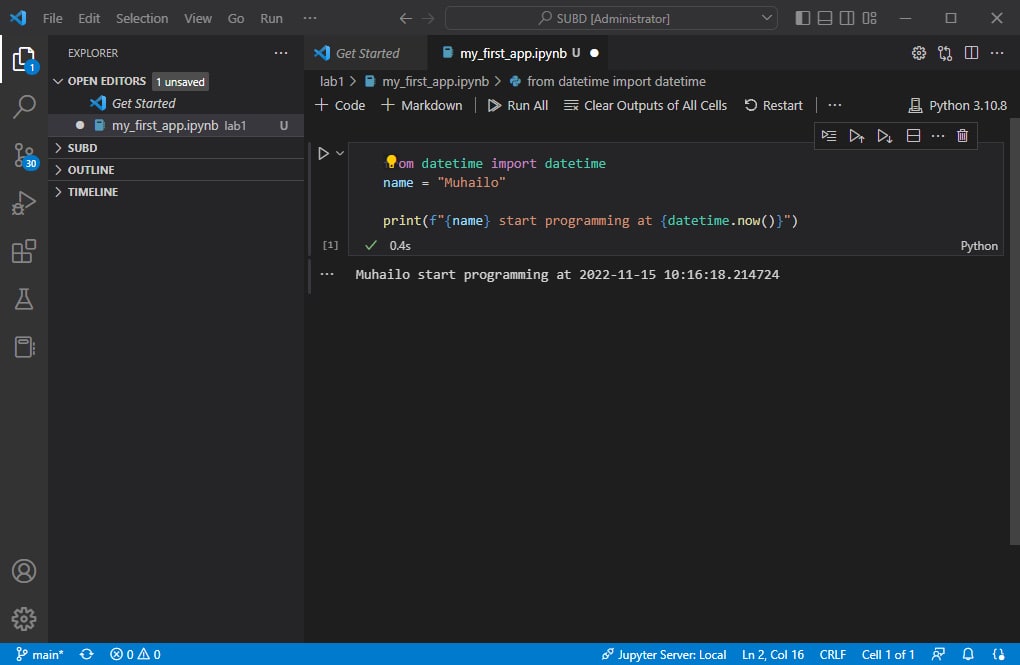 File Edit Selection View Go Run ··· SUBD [Administrator]
EXPLORER ···
OPEN EDITORS 1 unsaved
Get Started
my_first_app.ipynb lab1 U
SUBD
OUTLINE
TIMELINE
1
30
Get Started my_first_app.ipynb U
lab1 > my_first_app.ipynb > from datetime import datetime
+ Code + Markdown | Run All Clear Outputs of All Cells Restart | ··· Python 3.10.8
om datetime import datetime
name = "Muhailo"
print(f"{name} start programming at {datetime.now()}")
[1] ✓ 0.4s Python
··· Muhailo start programming at 2022-11-15 10:16:18.214724
main* 0 0 Jupyter Server: Local Ln 2, Col 16 CRLF Cell 1 of 1